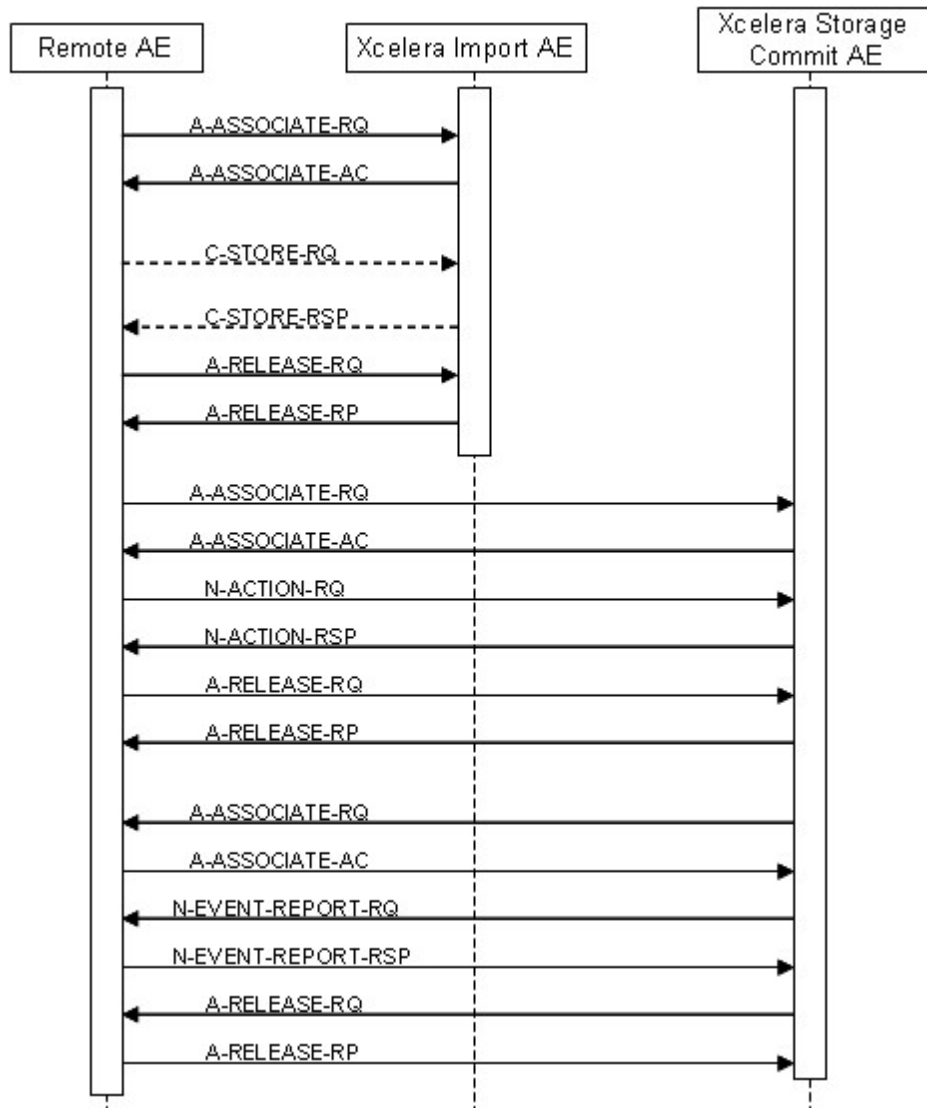 Remote AE
Xcelera Import AE
Xcelera Storage
Commit AE
A-ASSOCIATE-RQ
A-ASSOCIATE-AC
C-STORE-RQ
C-STORE-RSP
A-RELEASE-RQ
A-RELEASE-RP
A-ASSOCIATE-RQ
A-ASSOCIATE-AC
N-ACTION-RQ
N-ACTION-RSP
A-RELEASE-RQ
A-RELEASE-RP
A-ASSOCIATE-RQ
A-ASSOCIATE-AC
N-EVENT-REPORT-RQ
N-EVENT-REPORT-RSP
A-RELEASE-RQ
A-RELEASE-RP